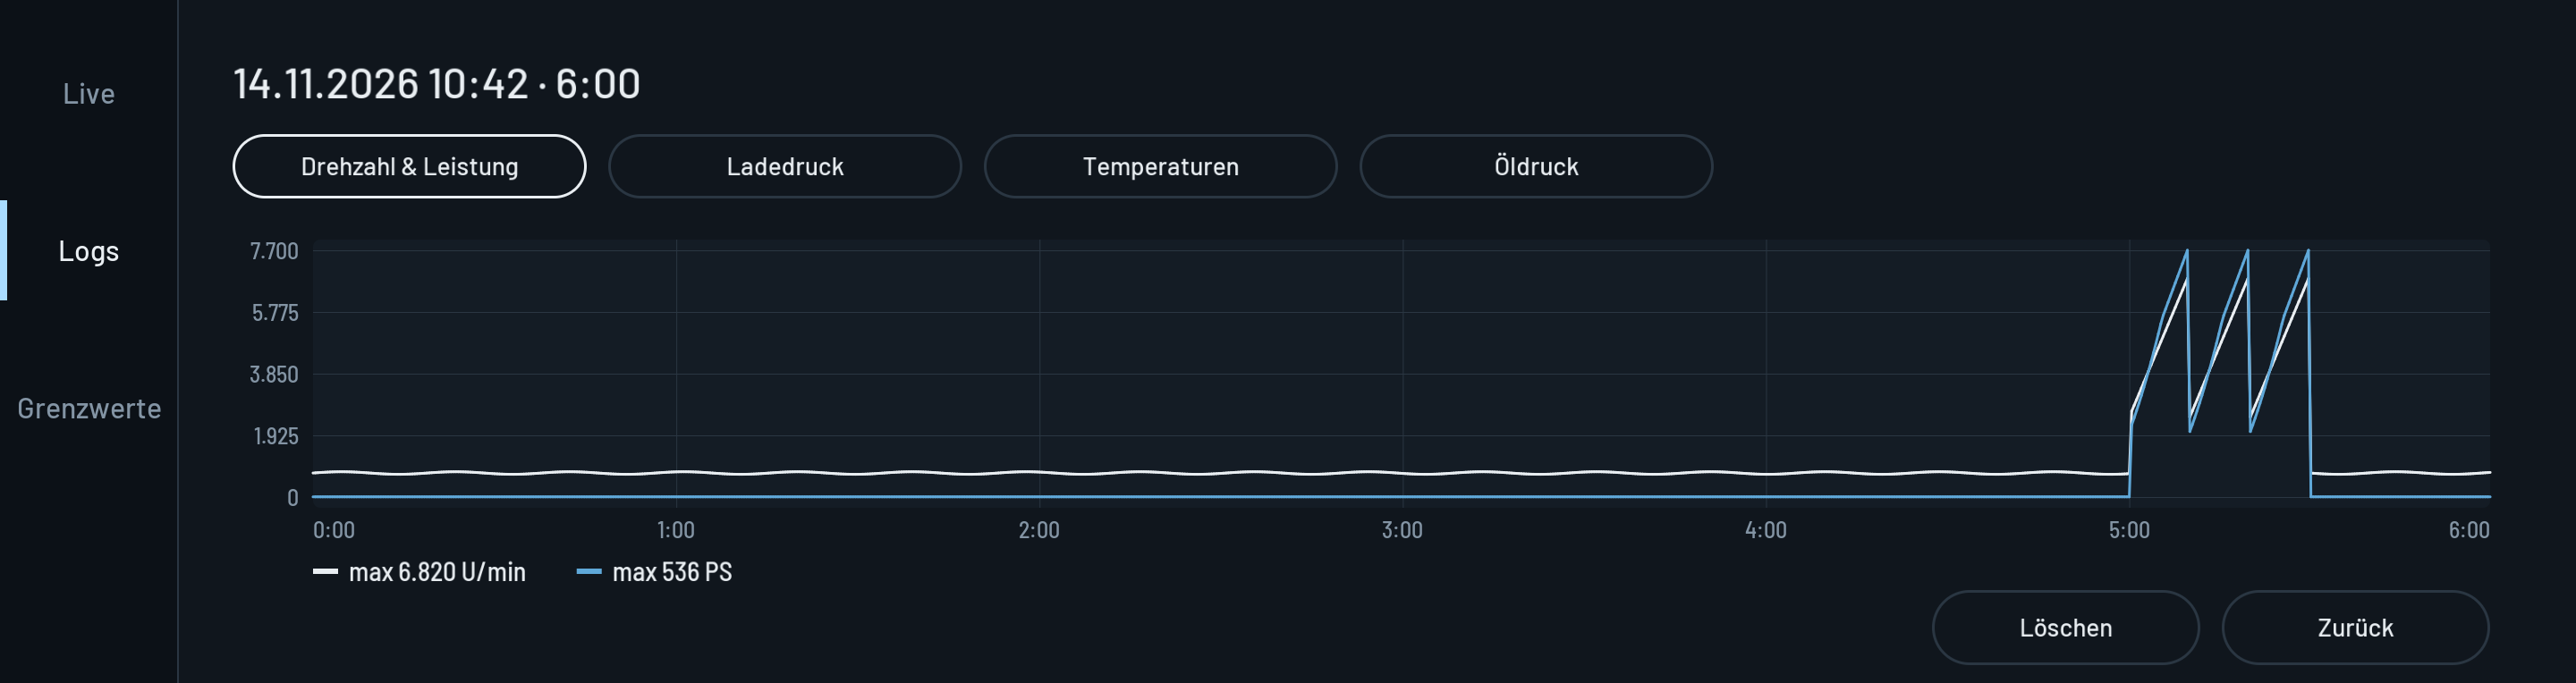 Live
Logs
Grenzwerte
14.11.2026 10:42 · 6:00
Drehzahl & Leistung
Ladedruck
Temperaturen
Öldruck
7.700
5.775
3.850
1.925
0
0:00
1:00
2:00
3:00
4:00
5:00
6:00
max 6.820 U/min
max 536 PS
Löschen
Zurück